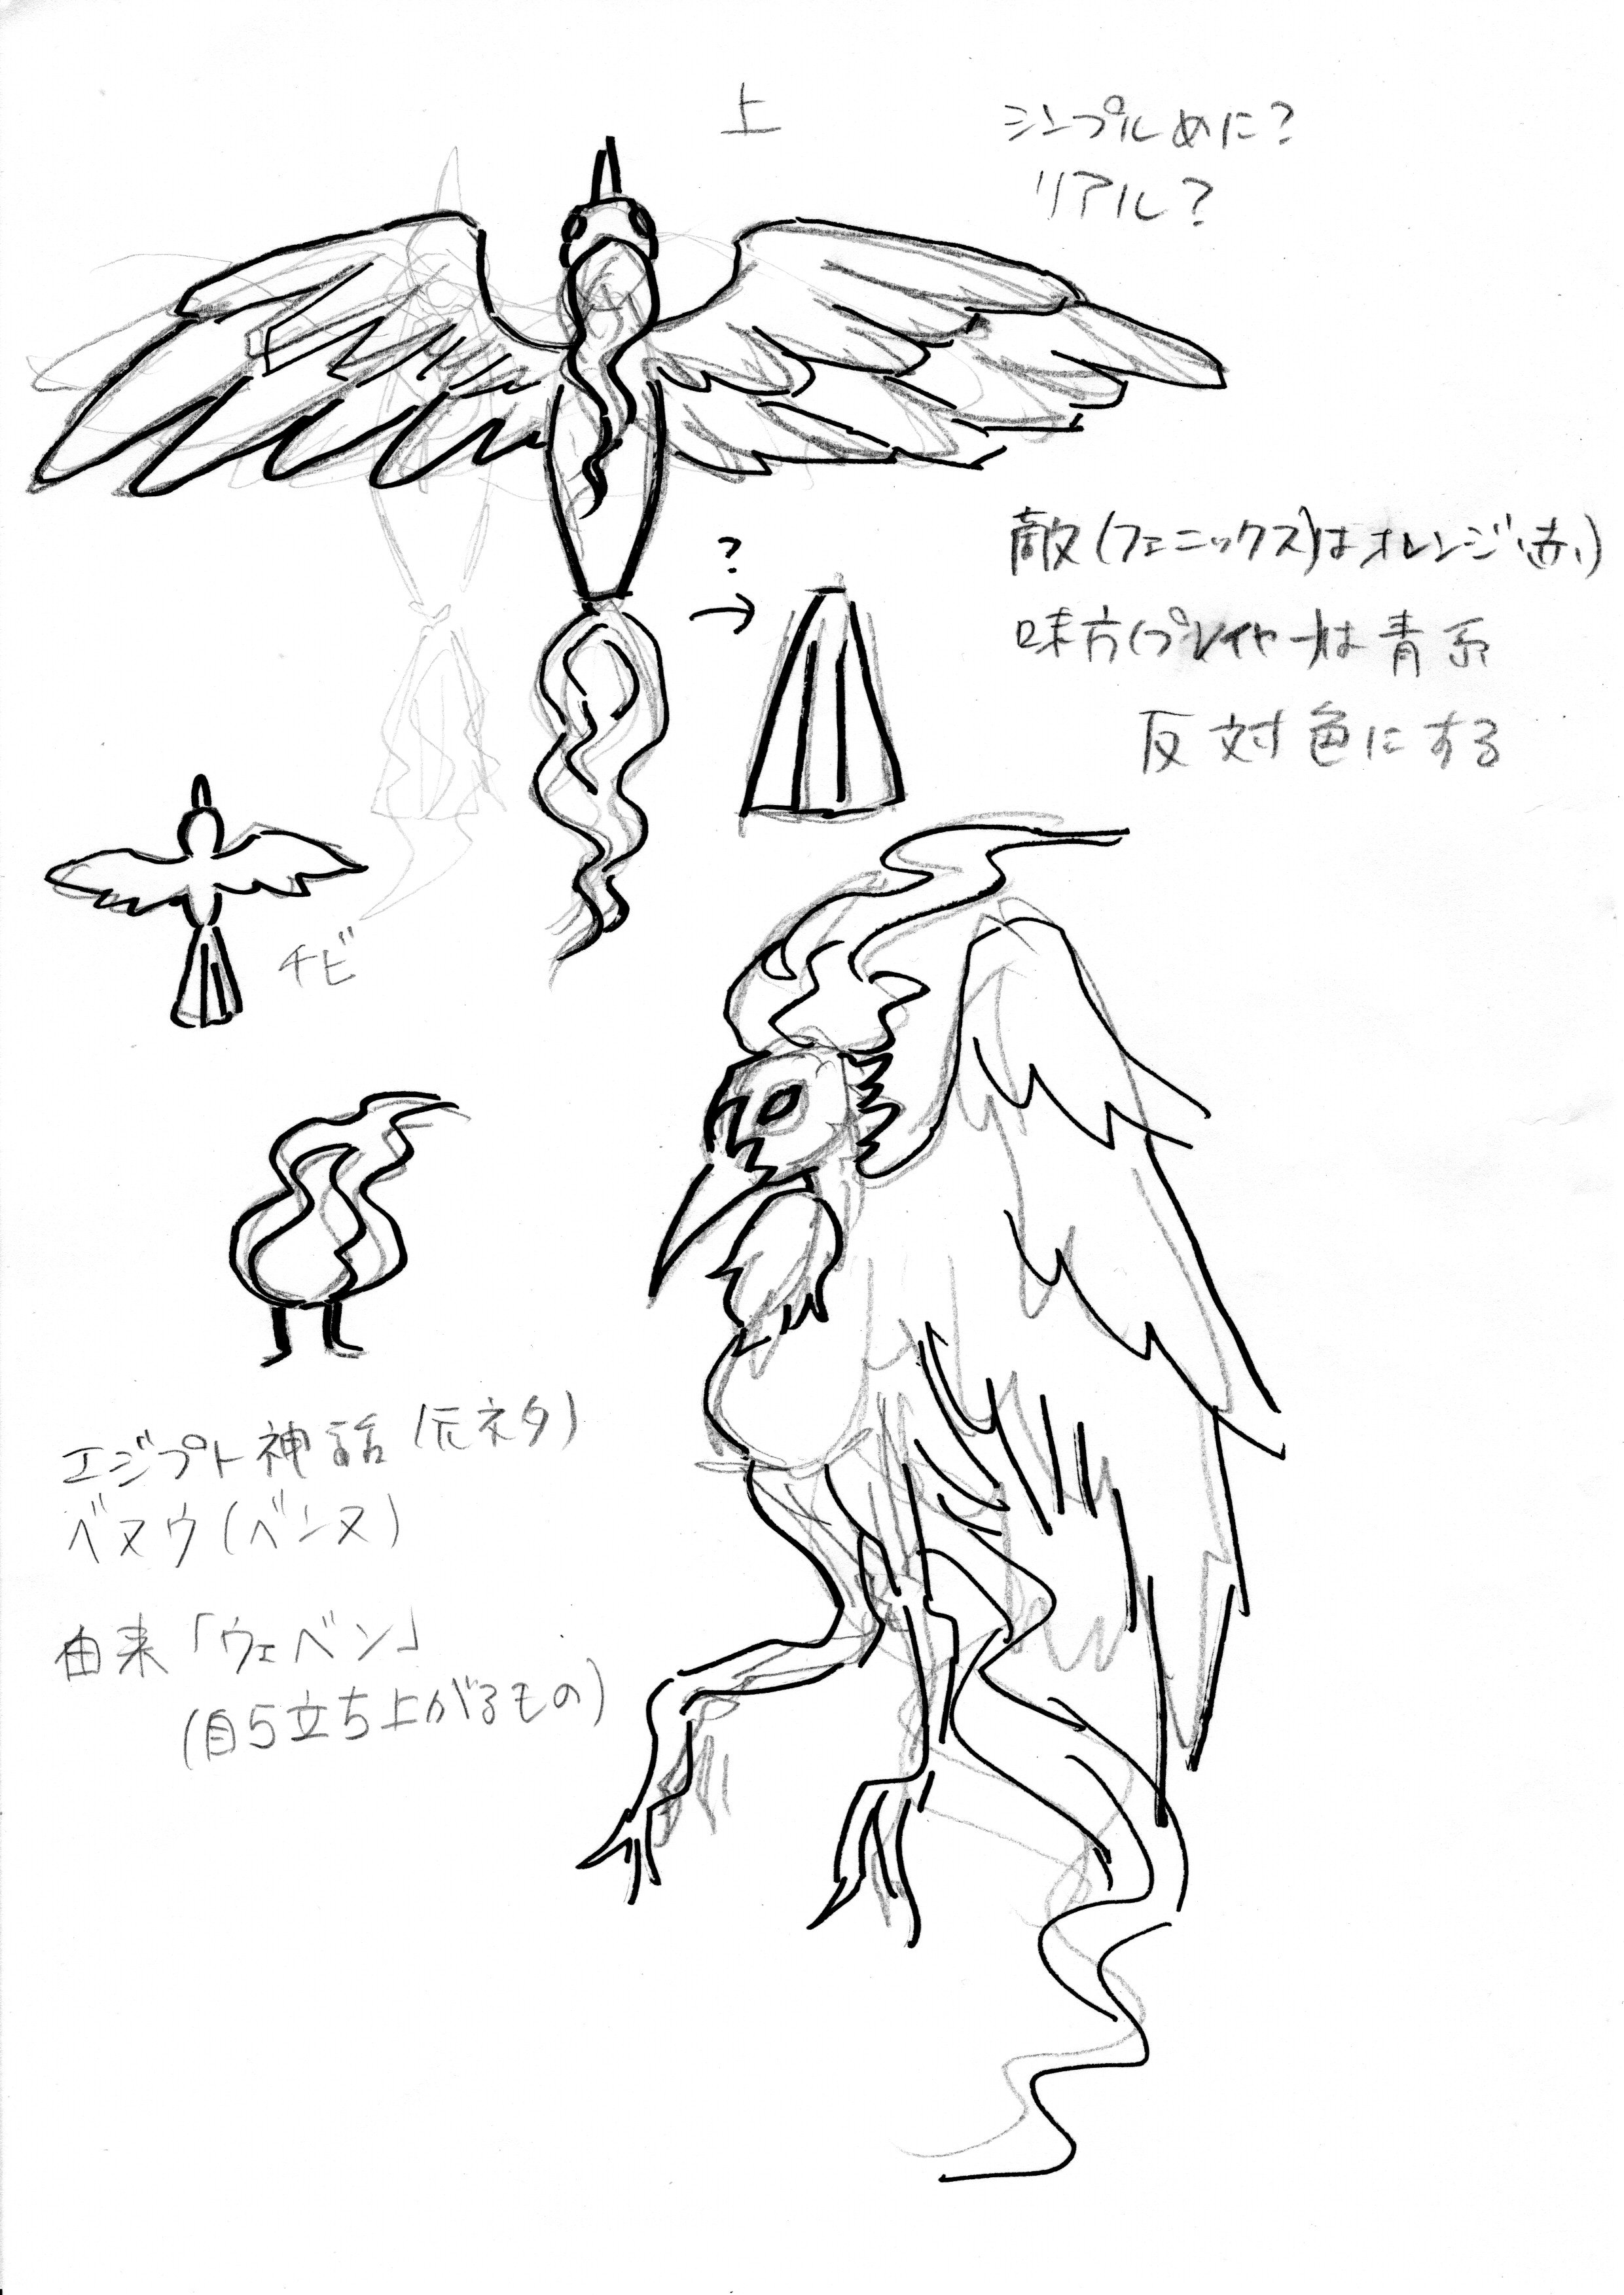 上
シンプルめに?
リアル?
敵(フェニックス)はオレンジ(赤)
味方(プレイヤー)は青系
反対色にする
?
→
チビ
エジプト神話(元ネタ)
ベヌウ(ベンヌ)
由来「ウェベン」
(自ら立ち上がるもの)